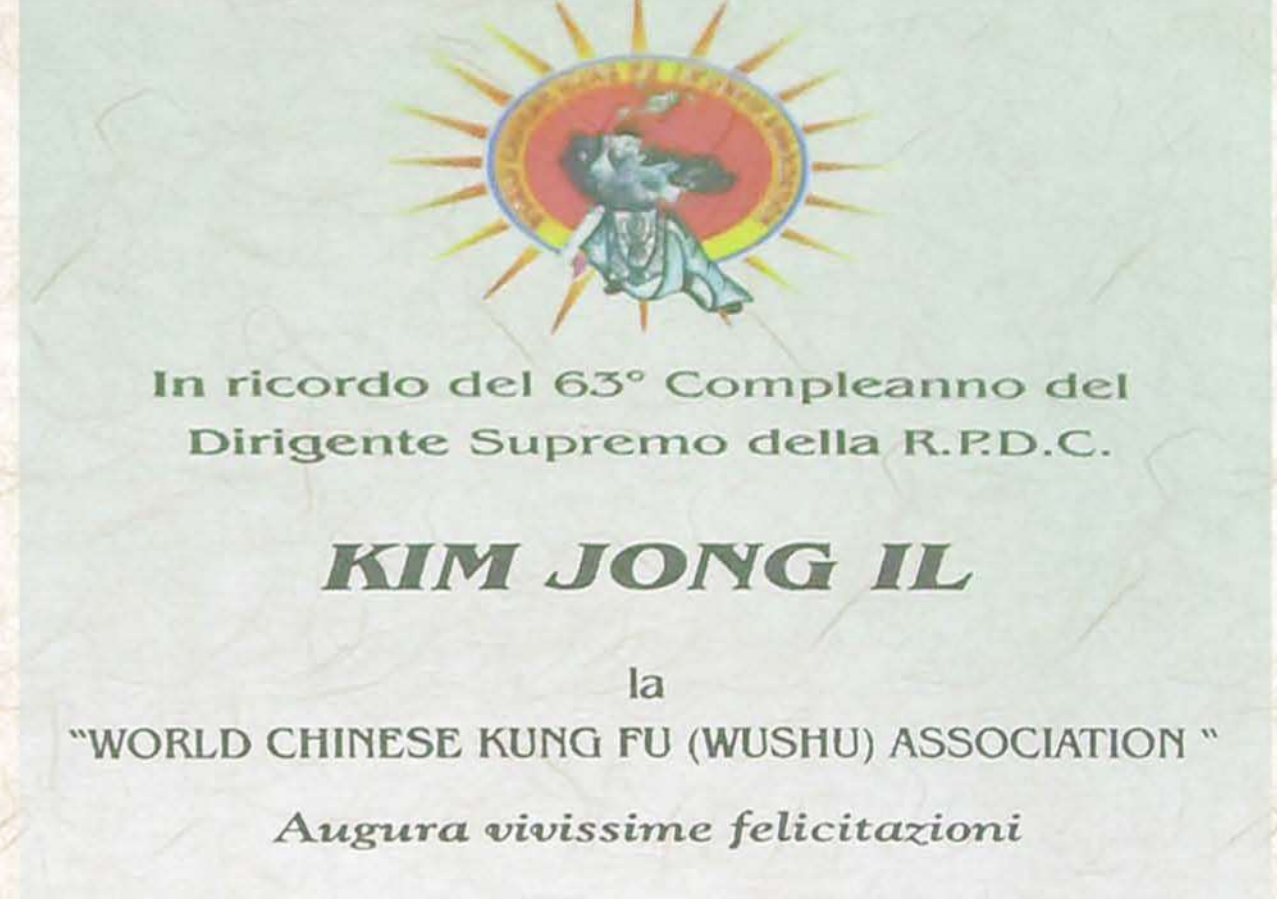 In ricordo del 63° Compleanno del
Dirigente Supremo della R.P.D.C.
KIM JONG IL
la
"WORLD CHINESE KUNG FU (WUSHU) ASSOCIATION "
Augura vivissime felicitazioni